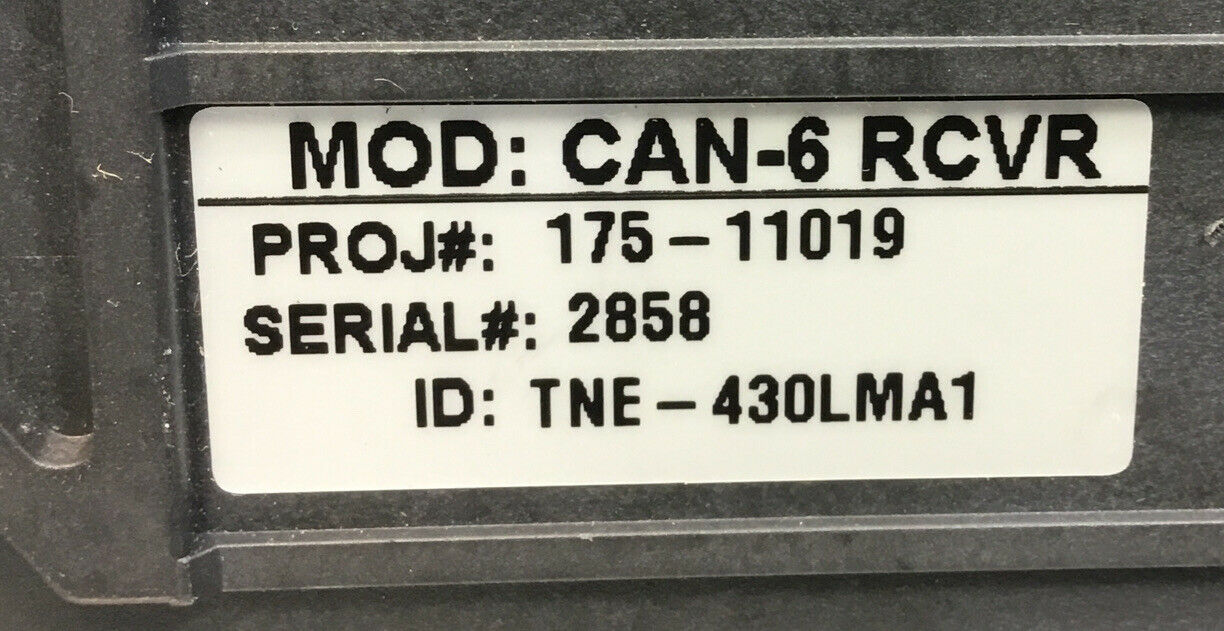 MOD: CAN-6 RCVR
PROJ#: 175-11019
SERIAL#: 2858
ID: TNE-430LMA1